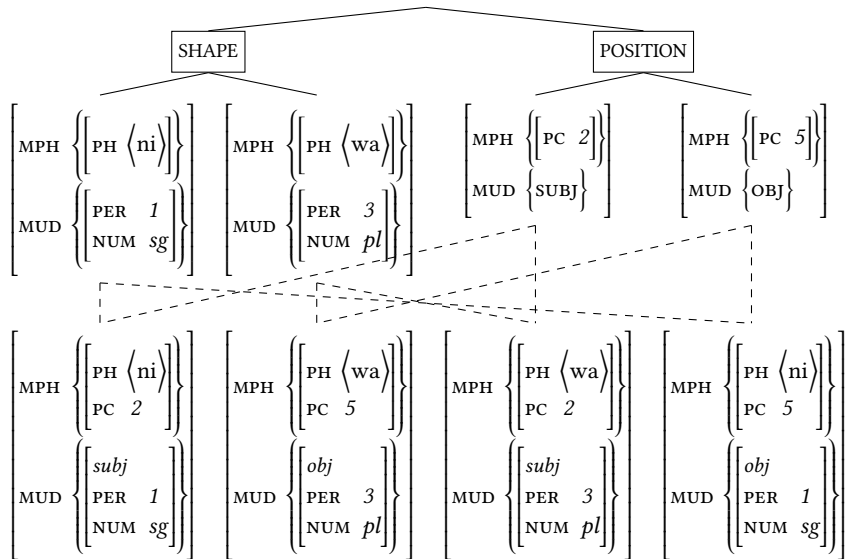 SHAPE POSITION
MPH {[PH ⟨ni⟩]} MPH {[PH ⟨wa⟩]} MPH {[PC 2]} MPH {[PC 5]}
MUD {SUBJ} MUD {OBJ}
MUD {[PER 1 NUM sg]} MUD {[PER 3 NUM pl]}
MPH {[PH ⟨ni⟩ PC 2]} MPH {[PH ⟨wa⟩ PC 5]} MPH {[PH ⟨wa⟩ PC 2]} MPH {[PH ⟨ni⟩ PC 5]}
MUD {[subj PER 1 NUM sg]} MUD {[obj PER 3 NUM pl]} MUD {[subj PER 3 NUM pl]} MUD {[obj PER 1 NUM sg]}